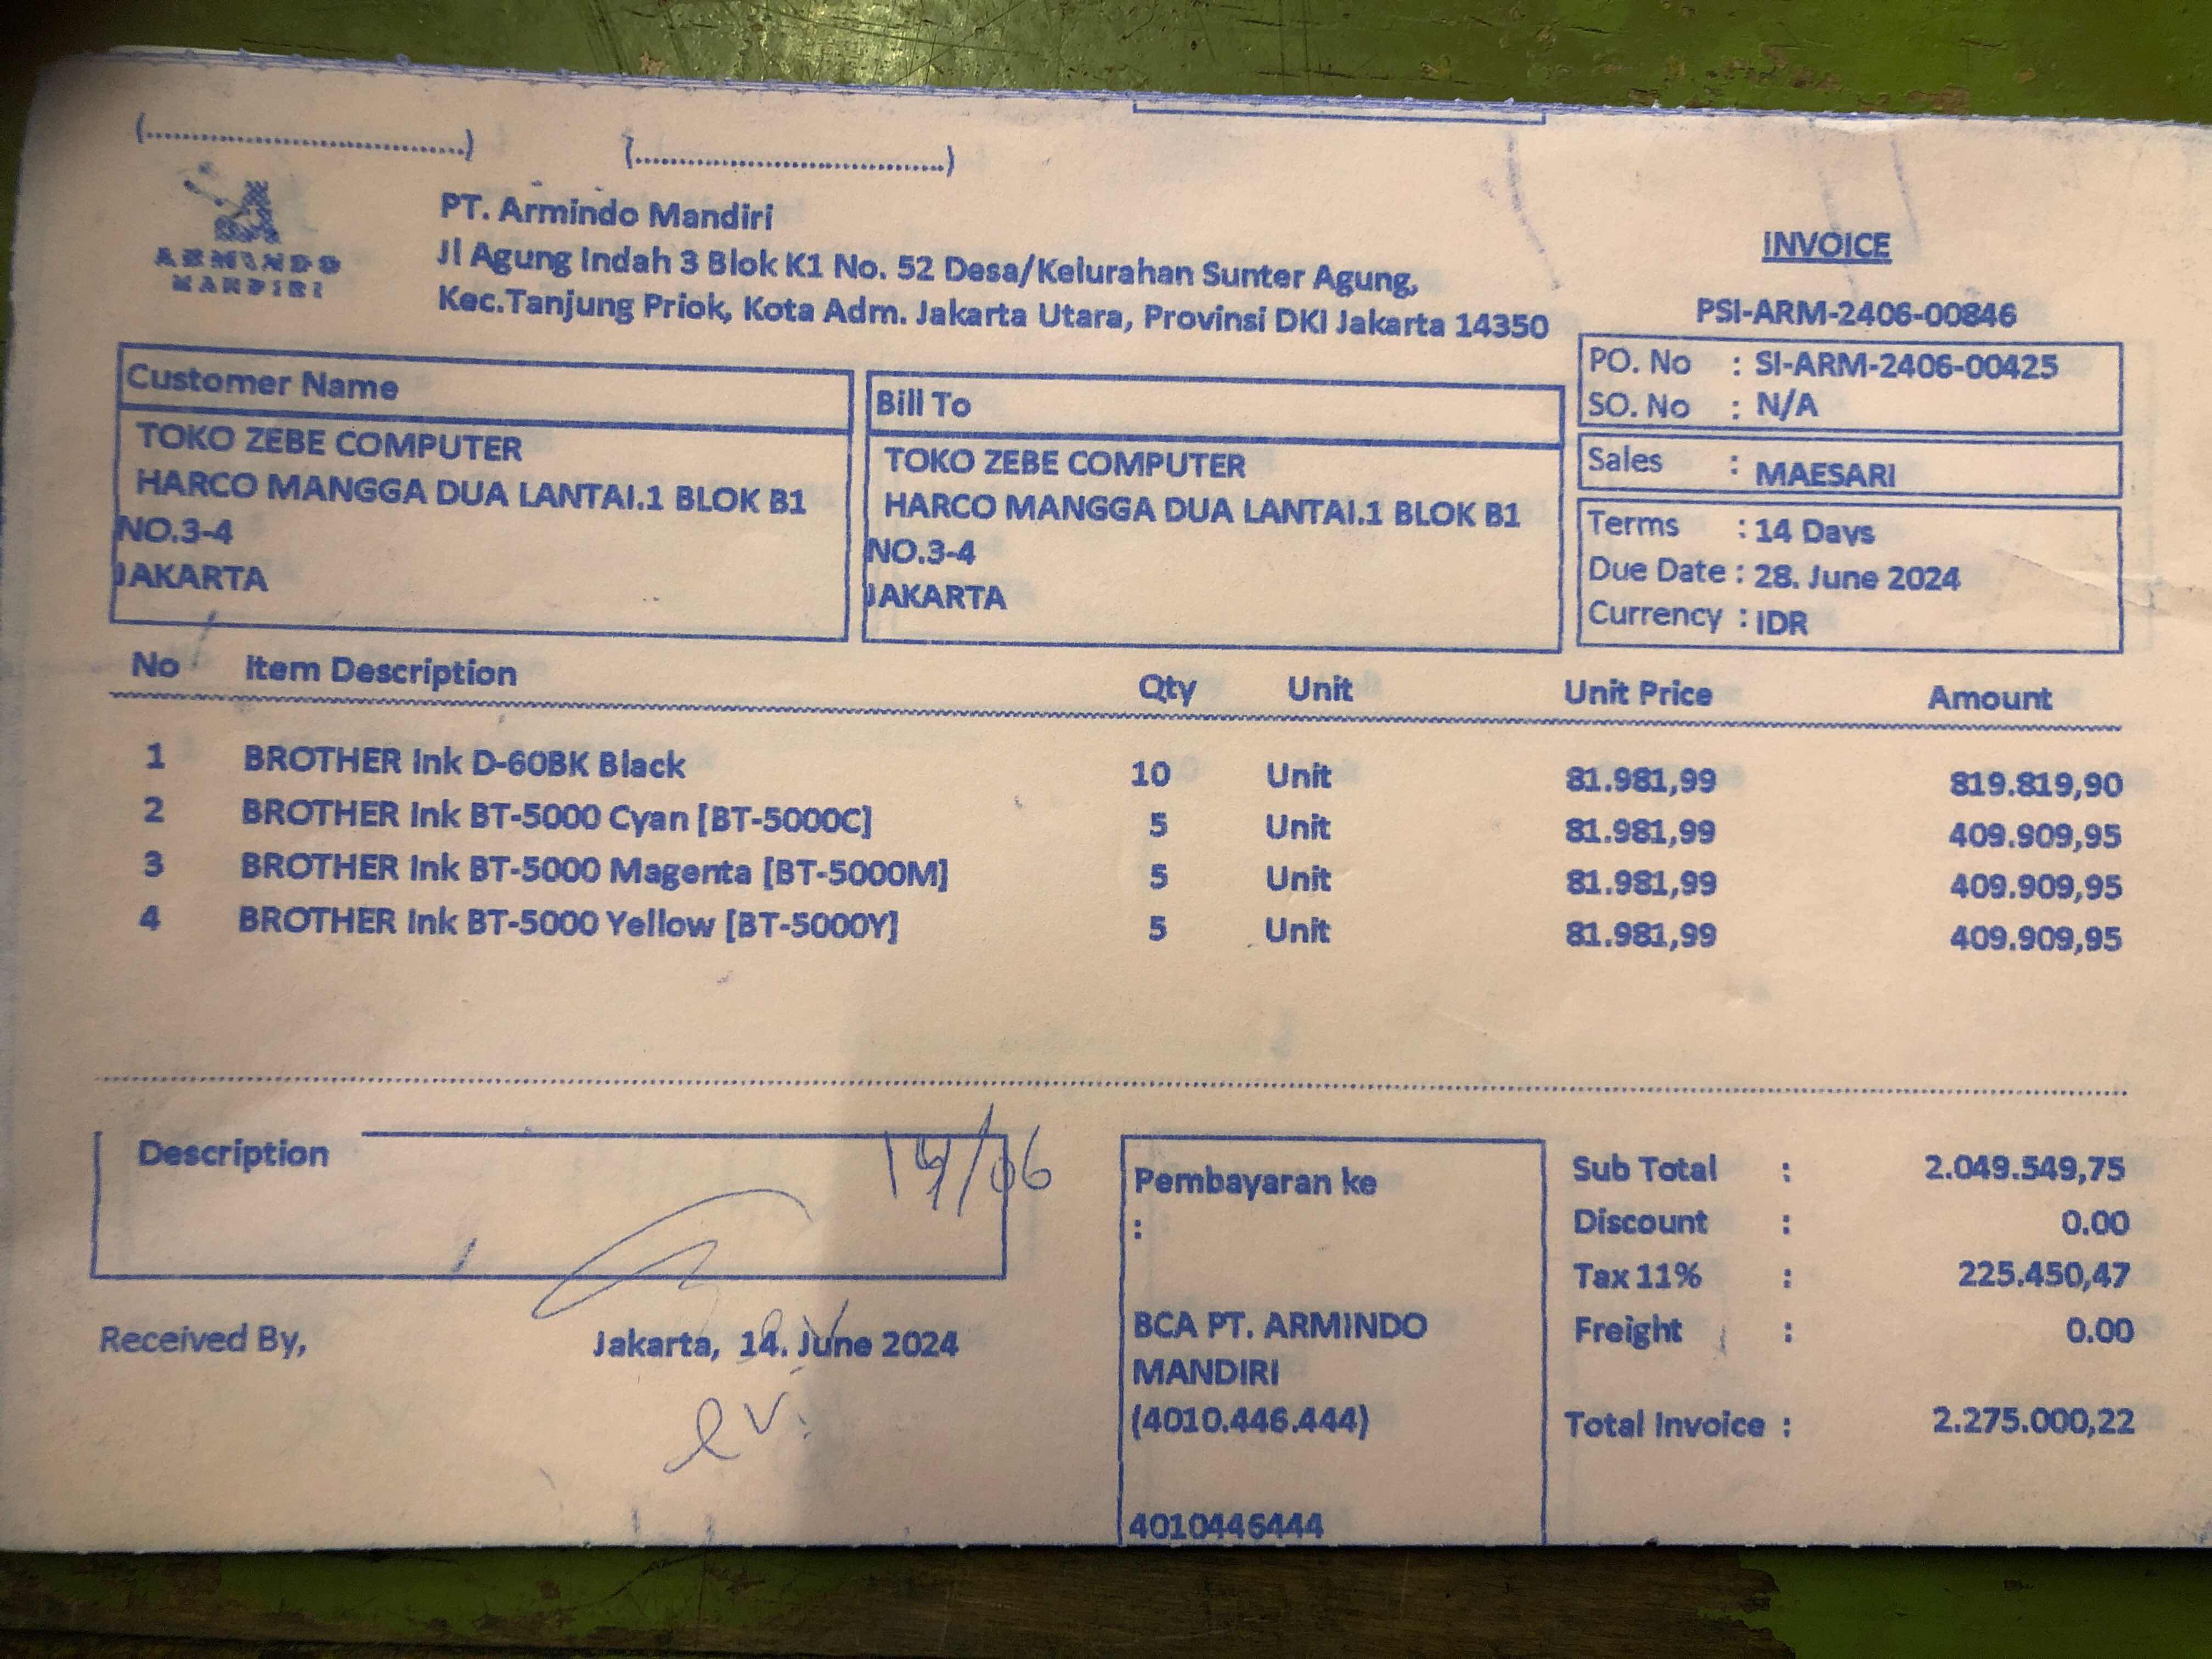 (..............................) (..............................)
ARMINDO
MANDIRI
PT. Armindo Mandiri
Jl Agung Indah 3 Blok K1 No. 52 Desa/Kelurahan Sunter Agung,
Kec.Tanjung Priok, Kota Adm. Jakarta Utara, Provinsi DKI Jakarta 14350
INVOICE
PSI-ARM-2406-00846
PO. No : SI-ARM-2406-00425
SO. No : N/A
Sales : MAESARI
Terms : 14 Days
Due Date : 28. June 2024
Currency : IDR
Customer Name
TOKO ZEBE COMPUTER
HARCO MANGGA DUA LANTAI.1 BLOK B1
NO.3-4
JAKARTA
Bill To
TOKO ZEBE COMPUTER
HARCO MANGGA DUA LANTAI.1 BLOK B1
NO.3-4
JAKARTA
No Item Description Qty Unit Unit Price Amount
1 BROTHER Ink D-60BK Black 10 Unit 81.981,99 819.819,90
2 BROTHER Ink BT-5000 Cyan [BT-5000C] 5 Unit 81.981,99 409.909,95
3 BROTHER Ink BT-5000 Magenta [BT-5000M] 5 Unit 81.981,99 409.909,95
4 BROTHER Ink BT-5000 Yellow [BT-5000Y] 5 Unit 81.981,99 409.909,95
Description
14/06
Received By,
Jakarta, 14. June 2024
Pembayaran ke
:
BCA PT. ARMINDO
MANDIRI
(4010.446.444)
4010446444
Sub Total : 2.049.549,75
Discount : 0.00
Tax 11% : 225.450,47
Freight : 0.00
Total Invoice : 2.275.000,22